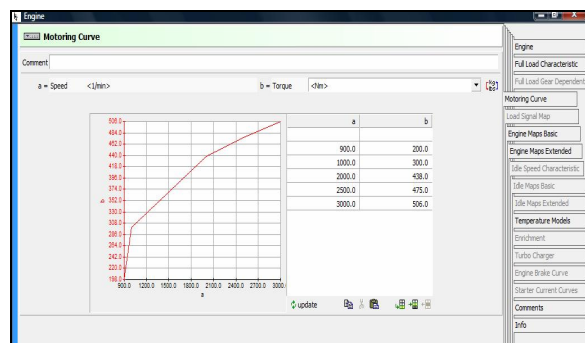 Engine
Motoring Curve
Comment
a = Speed <1/min> b = Torque <Nm>
a b
900.0 200.0
1000.0 300.0
2000.0 438.0
2500.0 475.0
3000.0 506.0
508.0
484.0
462.0
440.0
418.0
396.0
374.0
352.0
330.0
308.0
286.0
264.0
242.0
220.0
198.0
b
900.0 1200.0 1500.0 1800.0 2100.0 2400.0 2700.0 3000.
a
update
Engine
Full Load Characteristic
Full Load Gear Dependent
Motoring Curve
Load Signal Map
Engine Maps Basic
Engine Maps Extended
Idle Speed Characteristic
Idle Maps Basic
Idle Maps Extended
Temperature Models
Enrichment
Turbo Charger
Engine Brake Curve
Starter Current Curves
Comments
Info